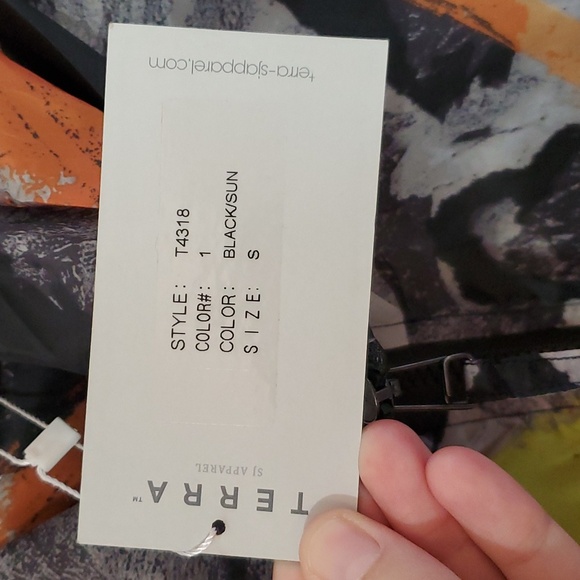 TERRA™
SJ APPAREL
STYLE: T4318
COLOR#: 1
COLOR: BLACK/SUN
SIZE: S
terra-sjapparel.com